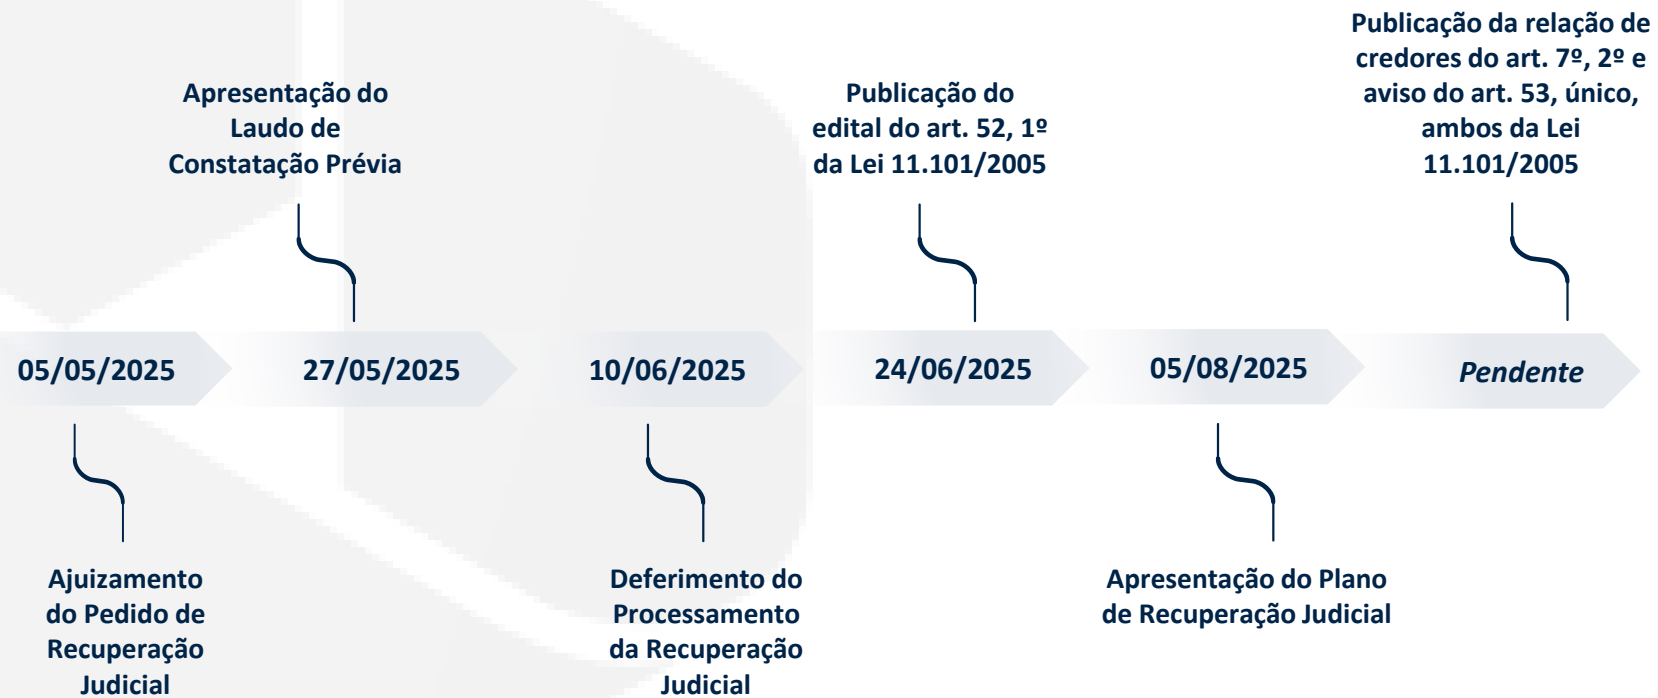 Publicação da relação de
credores do art. 7º, 2º e
aviso do art. 53, único,
ambos da Lei
11.101/2005
Apresentação do
Laudo de
Constatação Prévia
Publicação do
edital do art. 52, 1º
da Lei 11.101/2005
05/05/2025
27/05/2025
10/06/2025
24/06/2025
05/08/2025
Pendente
Ajuizamento
do Pedido de
Recuperação
Judicial
Deferimento do
Processamento
da Recuperação
Judicial
Apresentação do Plano
de Recuperação Judicial